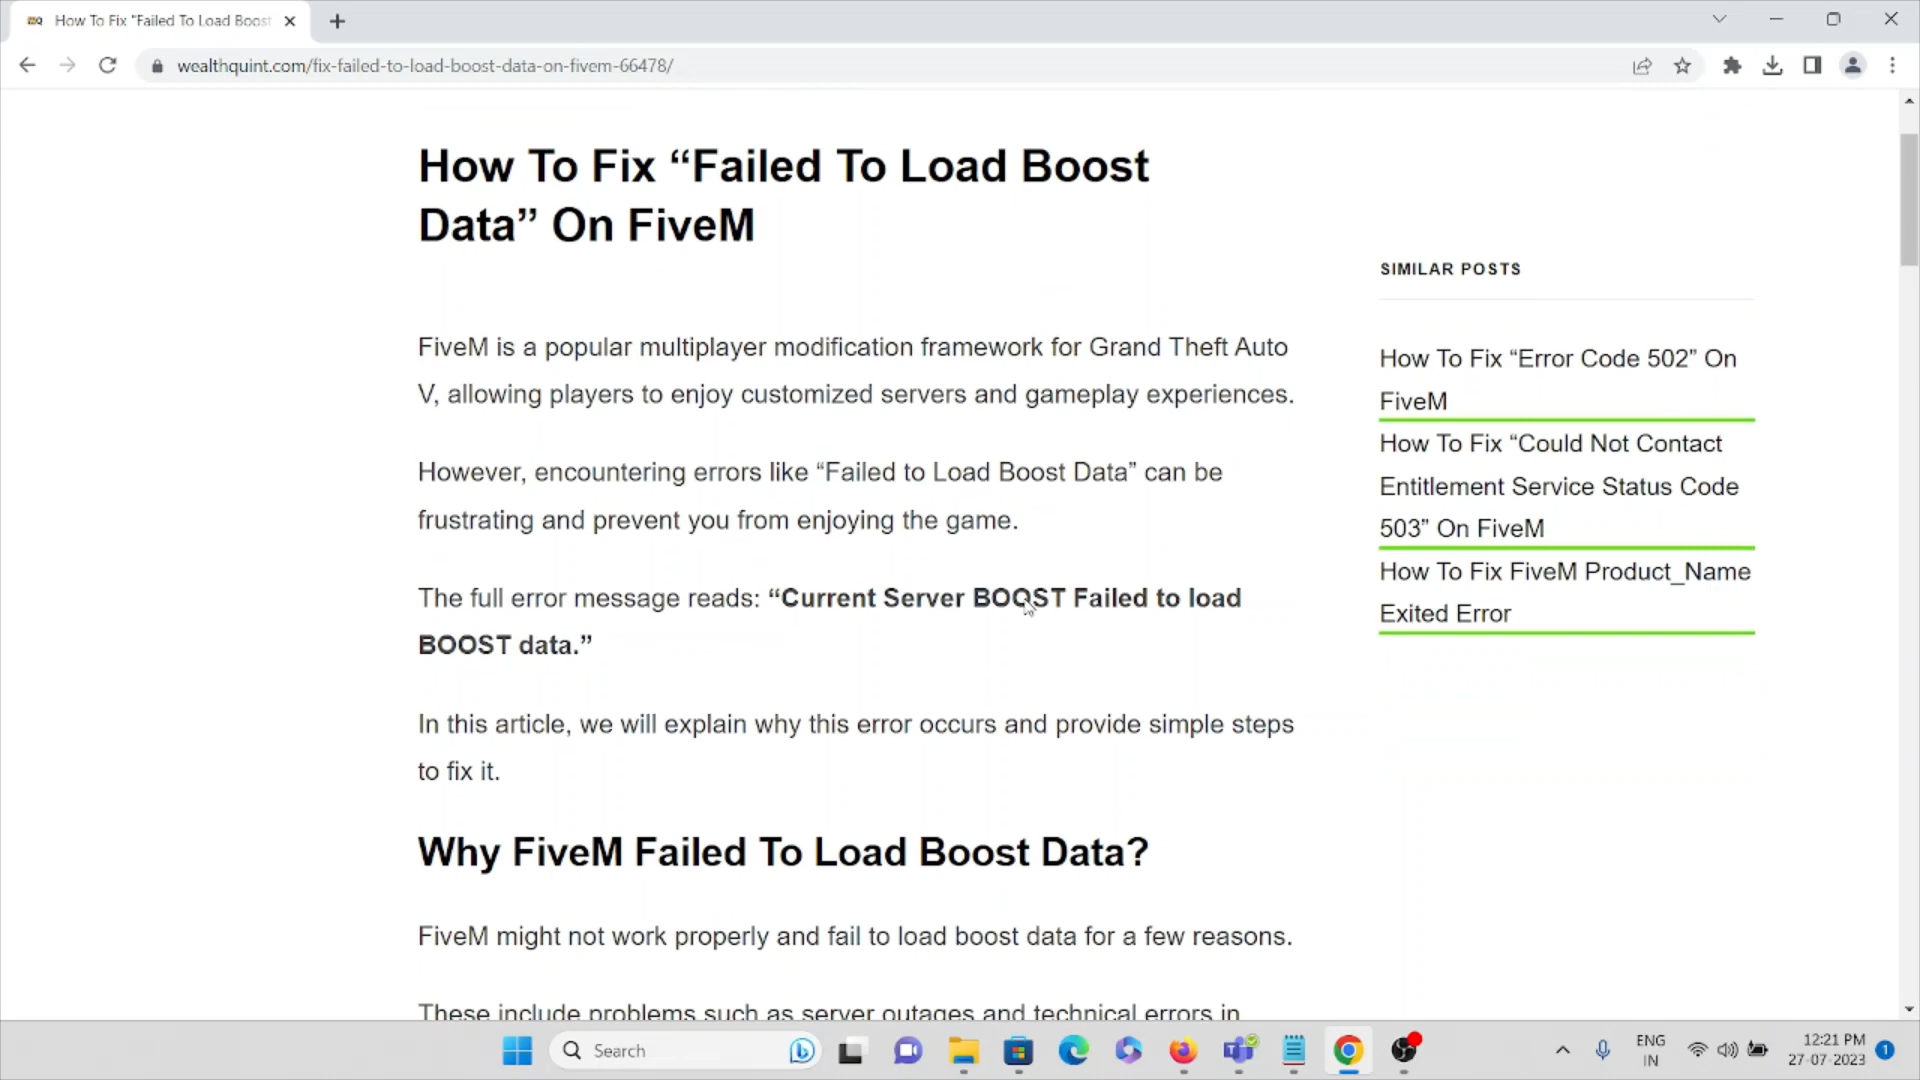 How To Fix "Failed To Load Boost
wealthquint.com/fix-failed-to-load-boost-data-on-fivem-66478/
How To Fix “Failed To Load Boost
Data” On FiveM
FiveM is a popular multiplayer modification framework for Grand Theft Auto
V, allowing players to enjoy customized servers and gameplay experiences.
However, encountering errors like “Failed to Load Boost Data” can be
frustrating and prevent you from enjoying the game.
The full error message reads: “Current Server BOOST Failed to load
BOOST data.”
In this article, we will explain why this error occurs and provide simple steps
to fix it.
Why FiveM Failed To Load Boost Data?
FiveM might not work properly and fail to load boost data for a few reasons.
These include problems such as server outages and technical errors in
SIMILAR POSTS
How To Fix “Error Code 502” On
FiveM
How To Fix “Could Not Contact
Entitlement Service Status Code
503” On FiveM
How To Fix FiveM Product_Name
Exited Error
Search
ENG
IN
12:21 PM
27-07-2023
1